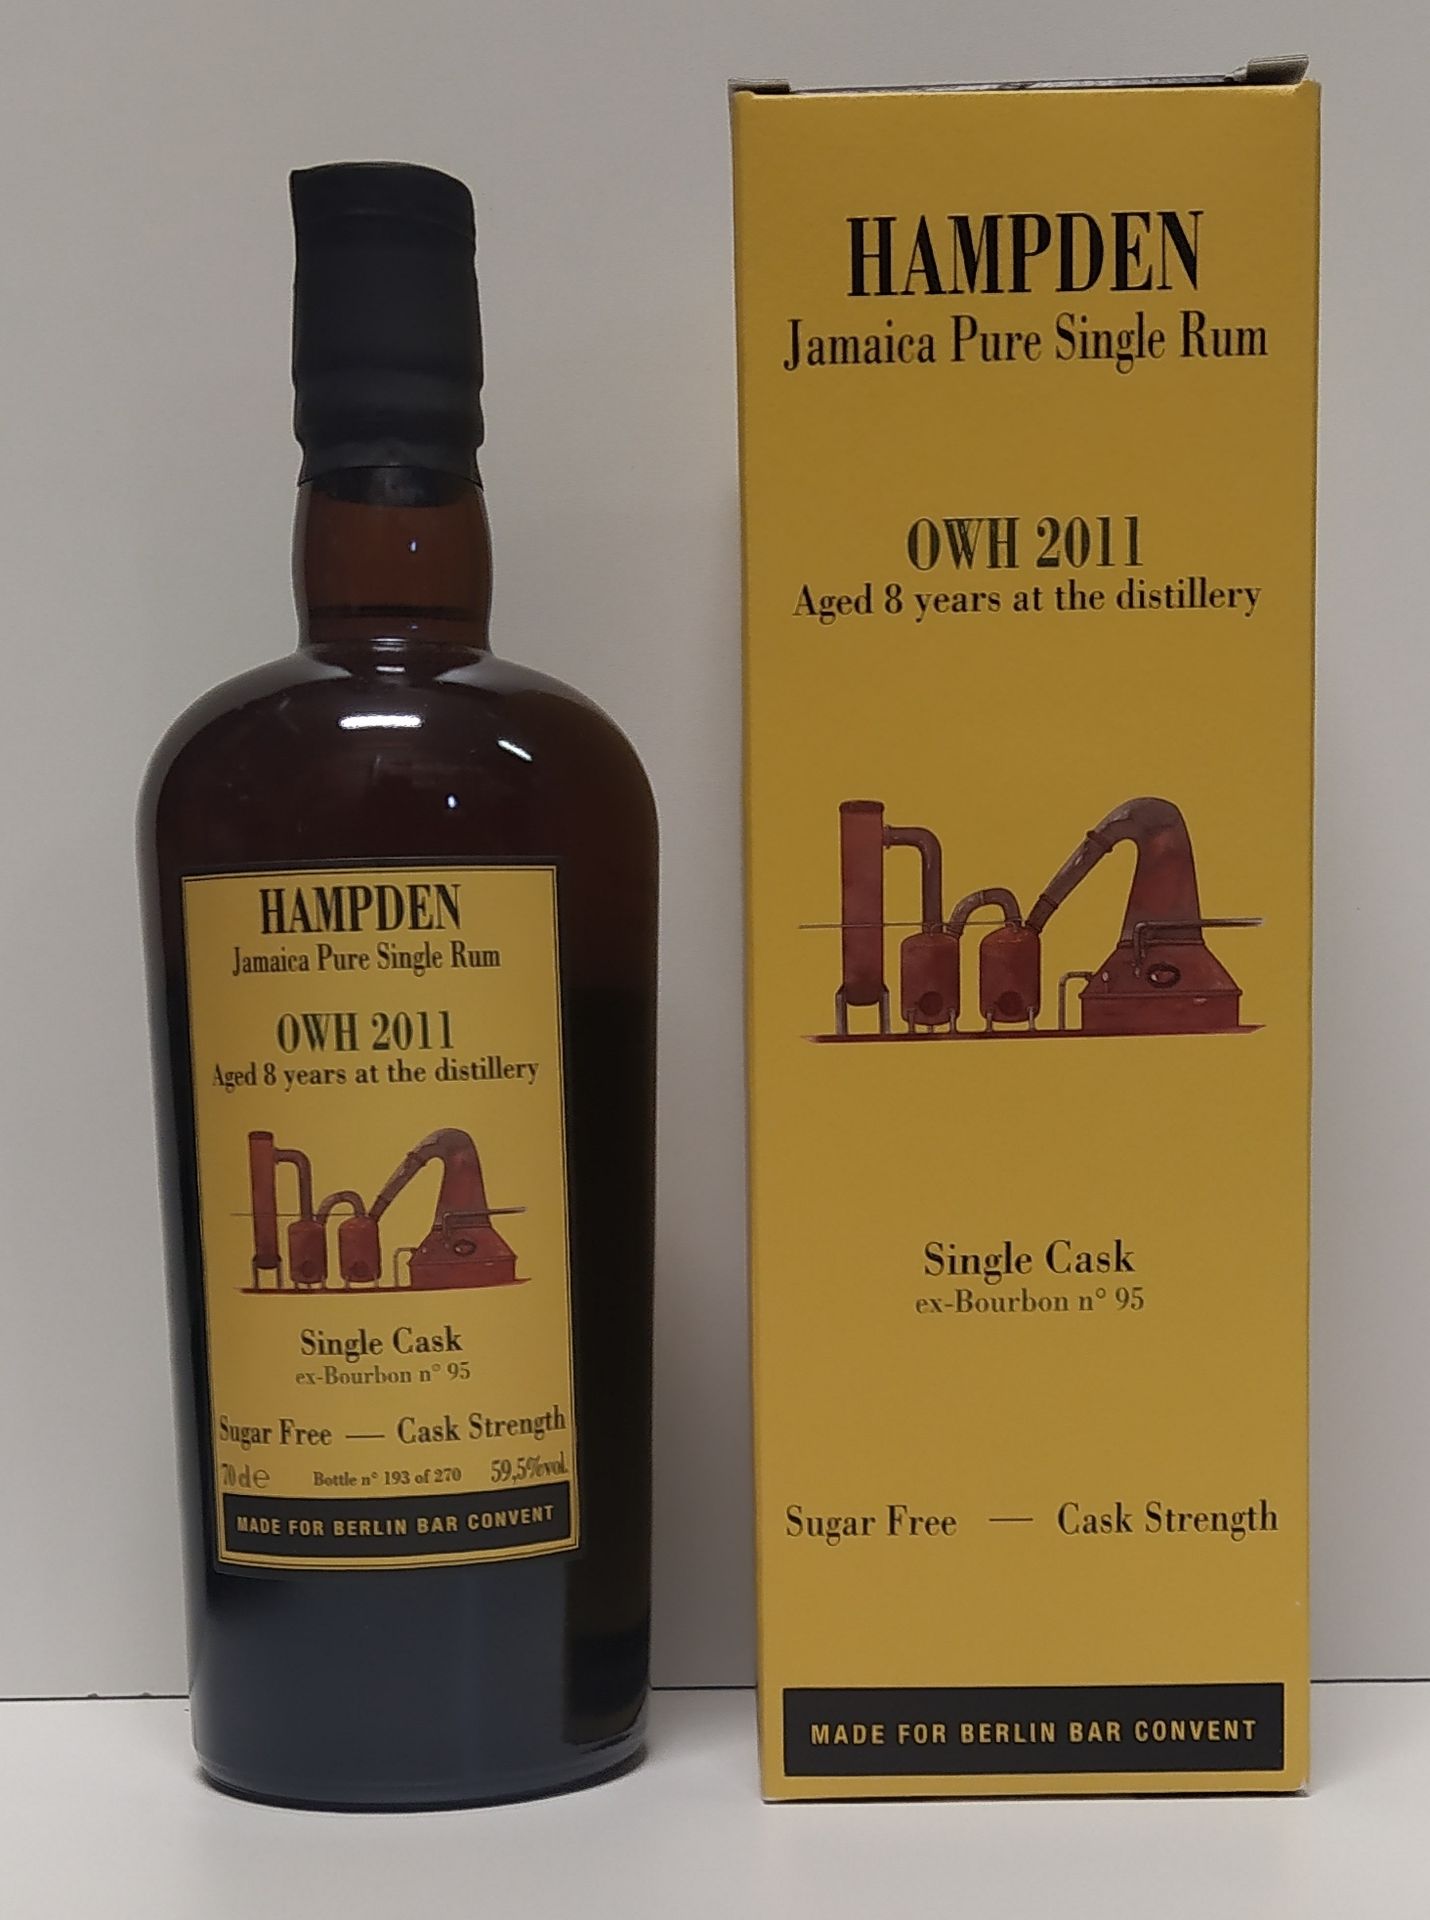 HAMPDEN
Jamaica Pure Single Rum
OWH 2011
Aged 8 years at the distillery
Single Cask
ex-Bourbon n° 95
Sugar Free — Cask Strength
70 cl e Bottle n° 193 of 270 59,5%vol.
MADE FOR BERLIN BAR CONVENT
HAMPDEN
Jamaica Pure Single Rum
OWH 2011
Aged 8 years at the distillery
Single Cask
ex-Bourbon n° 95
Sugar Free — Cask Strength
MADE FOR BERLIN BAR CONVENT